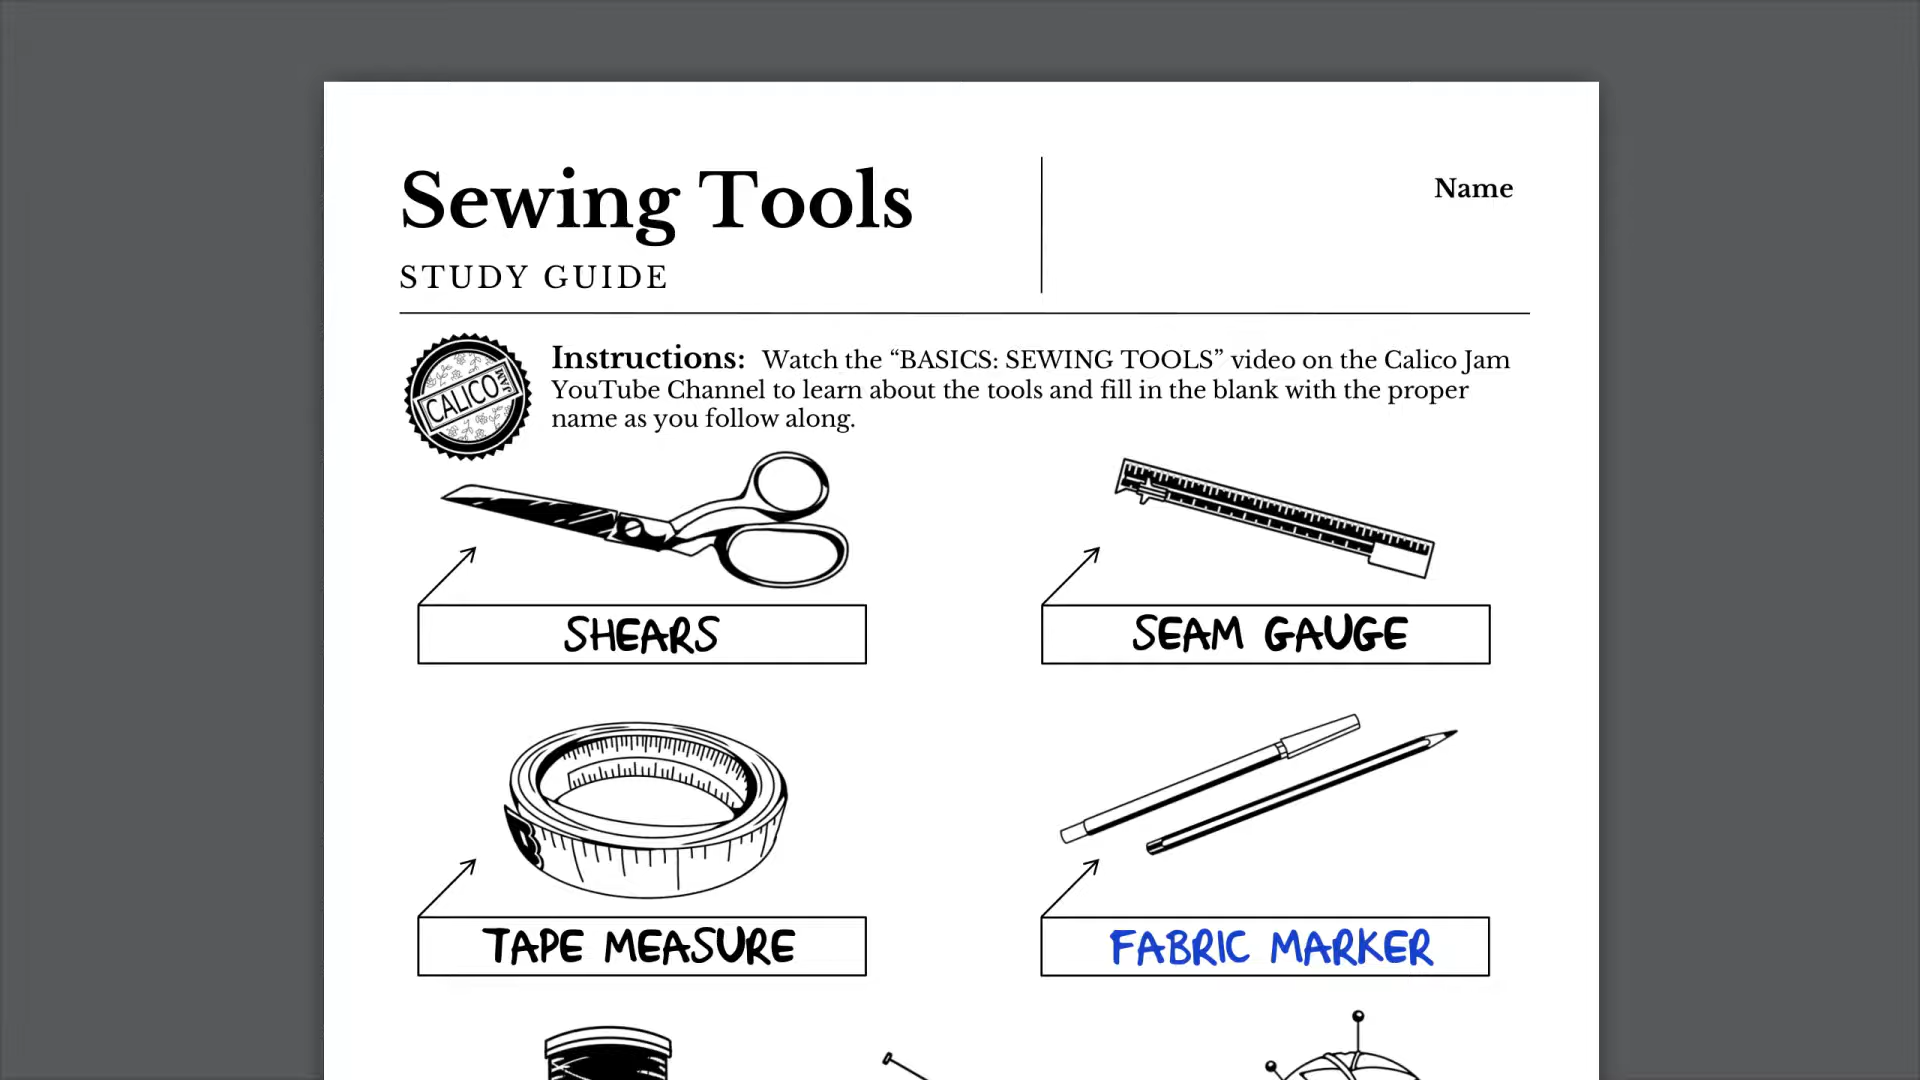 Sewing Tools
STUDY GUIDE
Name
CALICO JAM
Instructions: Watch the “BASICS: SEWING TOOLS” video on the Calico Jam
YouTube Channel to learn about the tools and fill in the blank with the proper
name as you follow along.
SHEARS
SEAM GAUGE
TAPE MEASURE
FABRIC MARKER